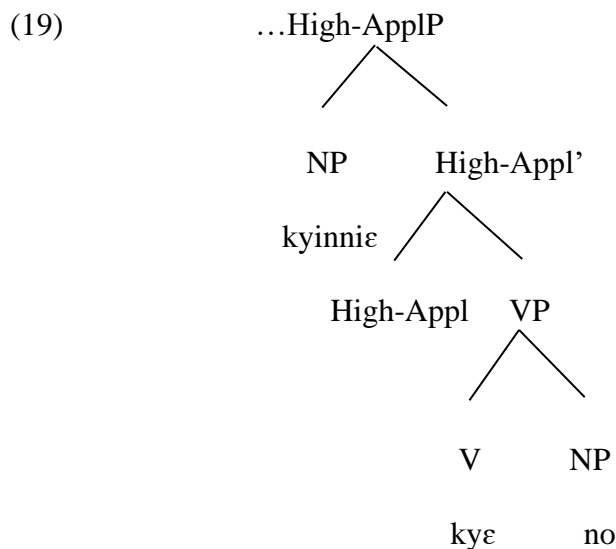 (19) …High-ApplP
NP High-Appl’
kyinniɛ
High-Appl VP
V NP
kyɛ no